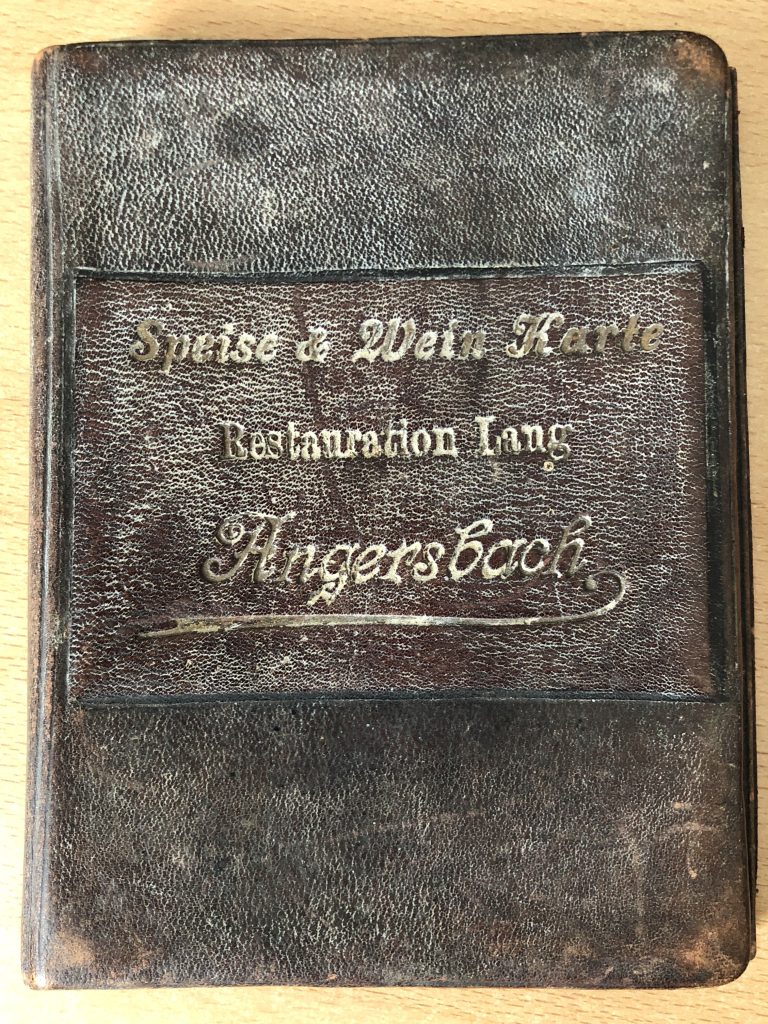 Speise & Wein Karte
Restauration Lang
Angersbach